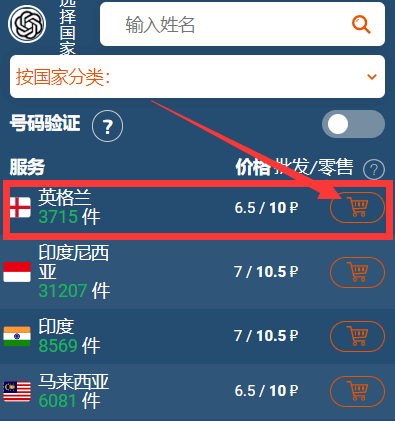 选择国家
输入姓名
按国家分类：
号码验证 ?
服务 价格 批发/零售 ?
英格兰
3715 件 6.5 / 10 ₽
印度尼西
亚
31207 件 7 / 10.5 ₽
印度
8569 件 7 / 10.5 ₽
马来西亚
6081 件 6.5 / 10 ₽